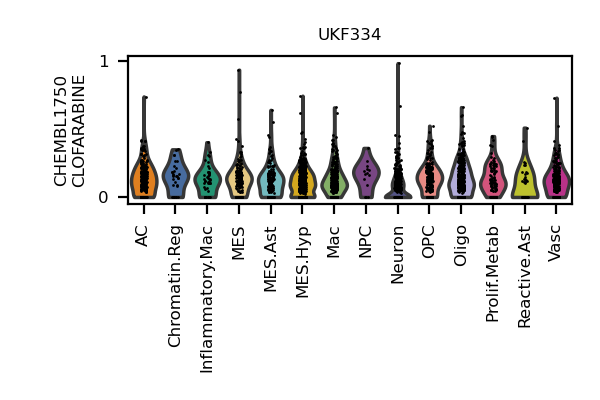 UKF334
CHEMBL1750
CLOFARABINE
1
0
AC
Chromatin.Reg
Inflammatory.Mac
MES
MES.Ast
MES.Hyp
Mac
NPC
Neuron
OPC
Oligo
Prolif.Metab
Reactive.Ast
Vasc